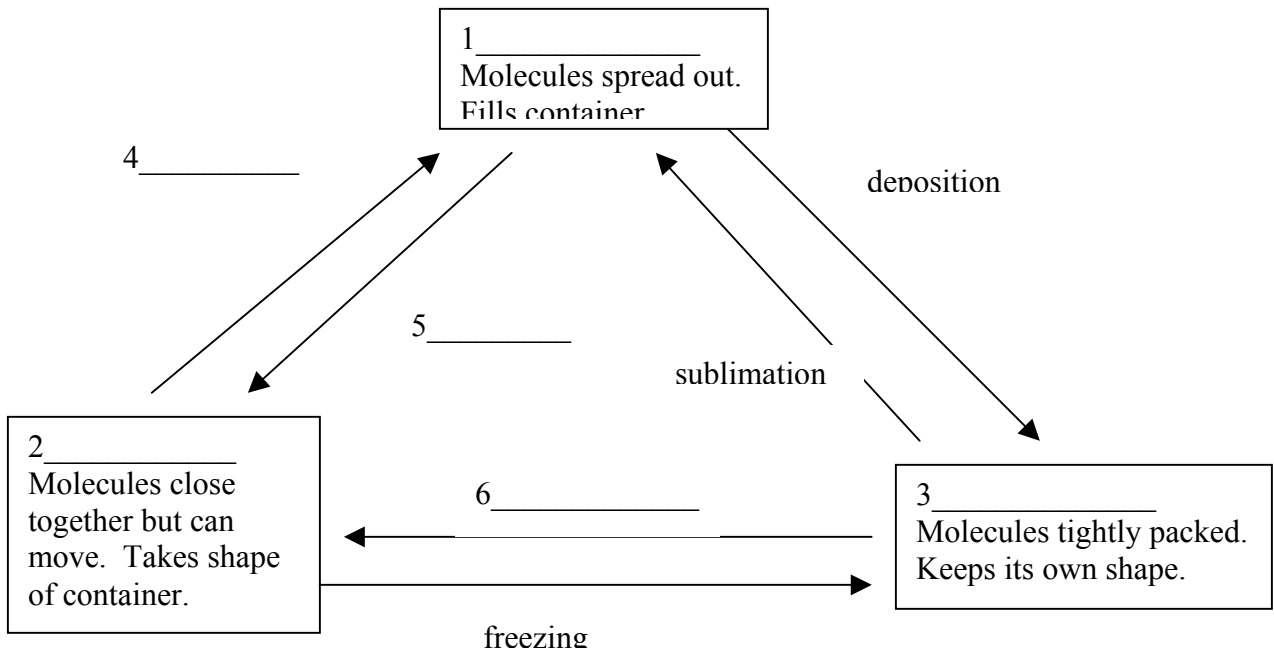 1______________
Molecules spread out.
Fills container
4__________
deposition
5_________
sublimation
2____________
Molecules close
together but can
move. Takes shape
of container.
6_____________
3______________
Molecules tightly packed.
Keeps its own shape.
freezing